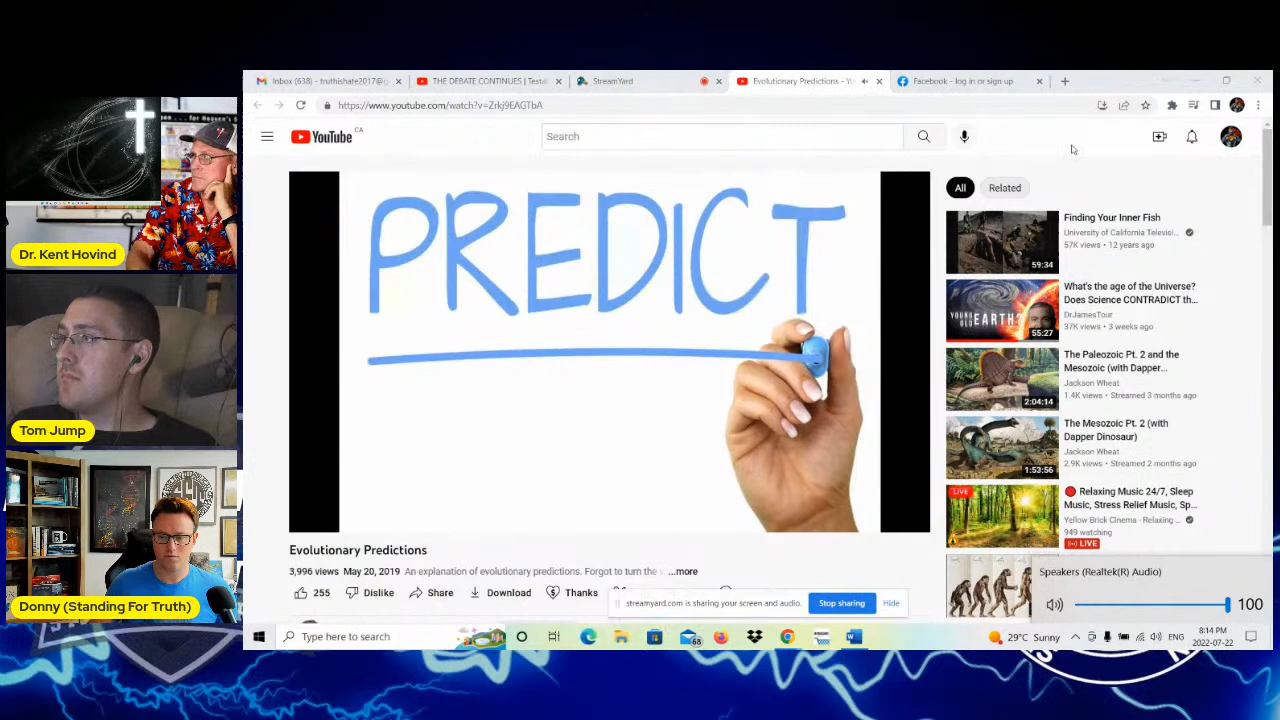 Inbox (638) - truthishate2017@g
THE DEBATE CONTINUES | Testa
StreamYard
Evolutionary Predictions - Yo
Facebook - log in or sign up
https://www.youtube.com/watch?v=Zrkj9EAGTbA
YouTube CA
Search
PREDICT
All
Related
Finding Your Inner Fish
University of California Televisi...
57K views • 12 years ago
59:34
What's the age of the Universe?
Does Science CONTRADICT th...
DrJamesTour
37K views • 3 weeks ago
YOUNG
OLD EARTH?
55:27
The Paleozoic Pt. 2 and the
Mesozoic (with Dapper...
Jackson Wheat
1.4K views • Streamed 3 months ago
2:04:14
The Mesozoic Pt. 2 (with
Dapper Dinosaur)
Jackson Wheat
2.9K views • Streamed 2 months ago
1:53:56
LIVE
Relaxing Music 24/7, Sleep
Music, Stress Relief Music, Sp...
Yellow Brick Cinema - Relaxing ...
949 watching
LIVE
Evolutionary Predictions
3,996 views May 20, 2019 An explanation of evolutionary predictions. Forgot to turn the v ...more
255
Dislike
Share
Download
Thanks
streamyard.com is sharing your screen and audio.
Stop sharing
Hide
Speakers (Realtek(R) Audio)
100
Type here to search
68
29°C Sunny
ENG
8:14 PM
2022-07-22
Dr. Kent Hovind
Tom Jump
Donny (Standing For Truth)